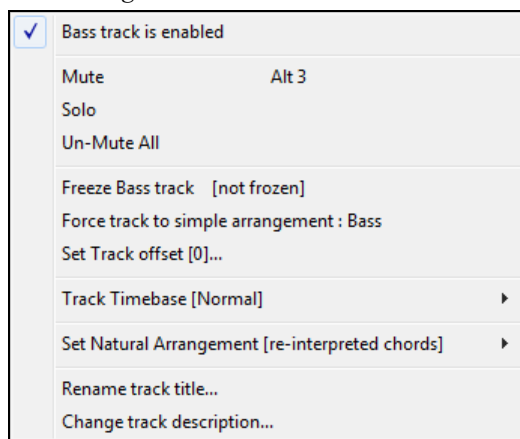 Bass track is enabled
Mute Alt 3
Solo
Un-Mute All
Freeze Bass track [not frozen]
Force track to simple arrangement : Bass
Set Track offset [0]...
Track Timebase [Normal]
Set Natural Arrangement [re-interpreted chords]
Rename track title...
Change track description...